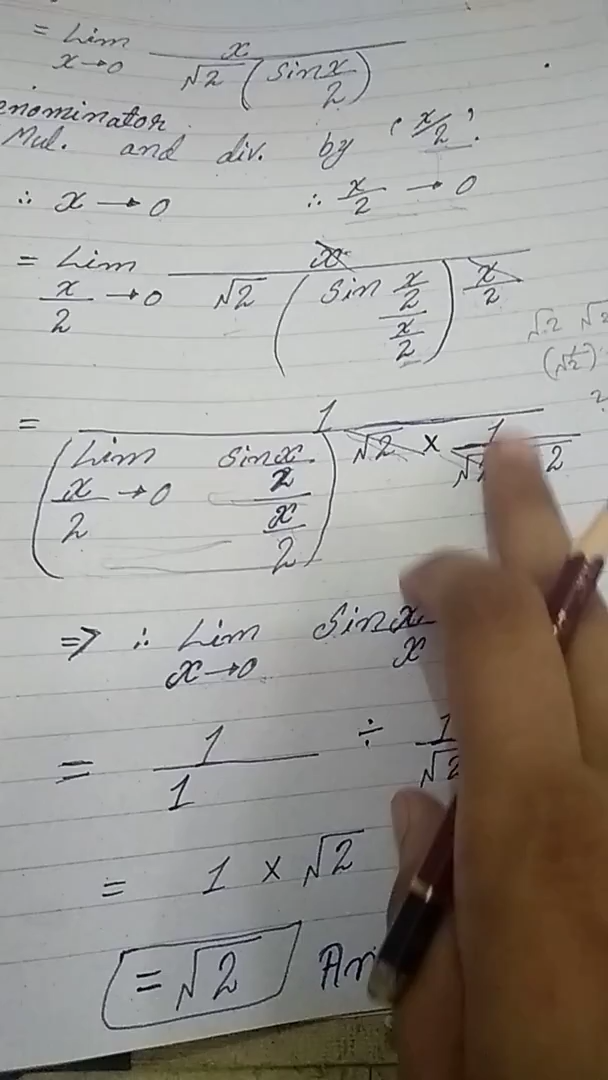 = Lim x→0 x / √2 (Sin x/2)
enominator
Mul. and div. by 'x/2'.
∴ x → 0 ∴ x/2 → 0
= Lim x/2 → 0 x / √2 (Sin x/2 / x/2) x/2
√2 √2
= 1 / (Lim x/2 → 0 Sin x/2 / x/2) √2 × 1 / √2 2
=> ∴ Lim x→0 Sin x / x
= 1/1 ÷ 1/√2
= 1 × √2
= √2